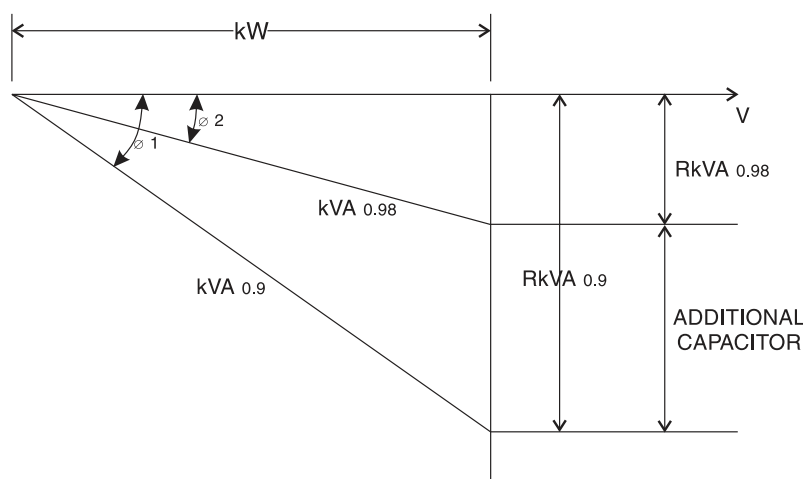 kW
V
ø 2
ø 1
RkVA 0.98
kVA 0.98
kVA 0.9
RkVA 0.9
ADDITIONAL
CAPACITOR